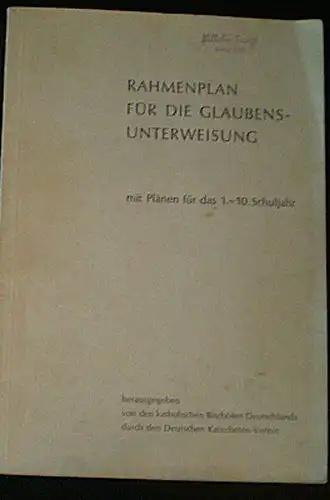 RAHMENPLAN
FÜR DIE GLAUBENS-
UNTERWEISUNG
mit Plänen für das 1.-10. Schuljahr
herausgegeben
von den katholischen Bischöfen Deutschlands
durch den Deutschen Katecheten-Verein